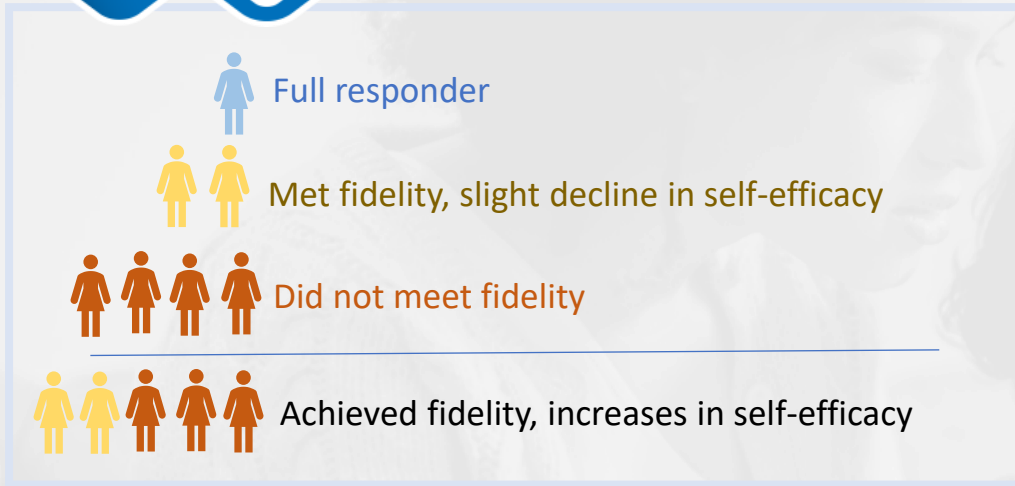 Full responder
Met fidelity, slight decline in self-efficacy
Did not meet fidelity
Achieved fidelity, increases in self-efficacy